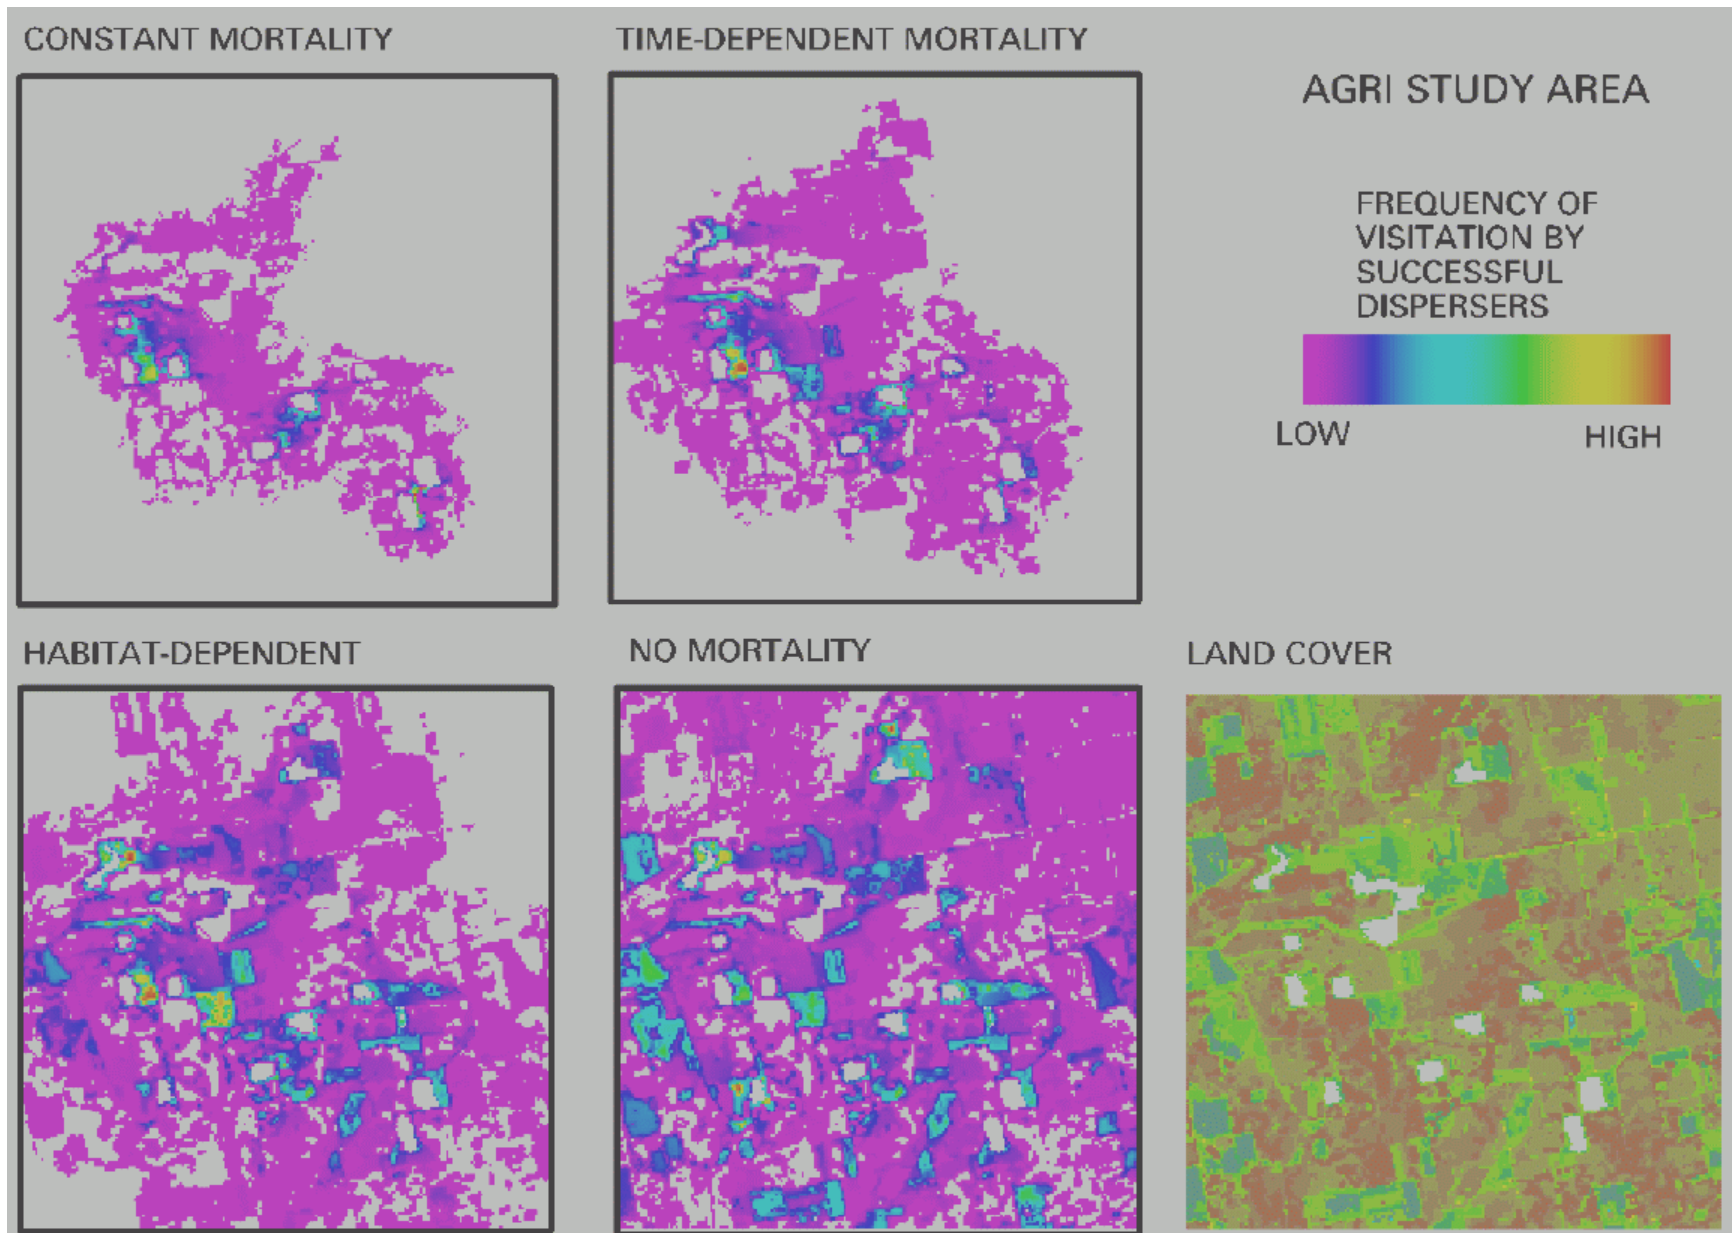 CONSTANT MORTALITY
TIME-DEPENDENT MORTALITY
AGRI STUDY AREA
FREQUENCY OF
VISITATION BY
SUCCESSFUL
DISPERSERS
LOW
HIGH
HABITAT-DEPENDENT
NO MORTALITY
LAND COVER